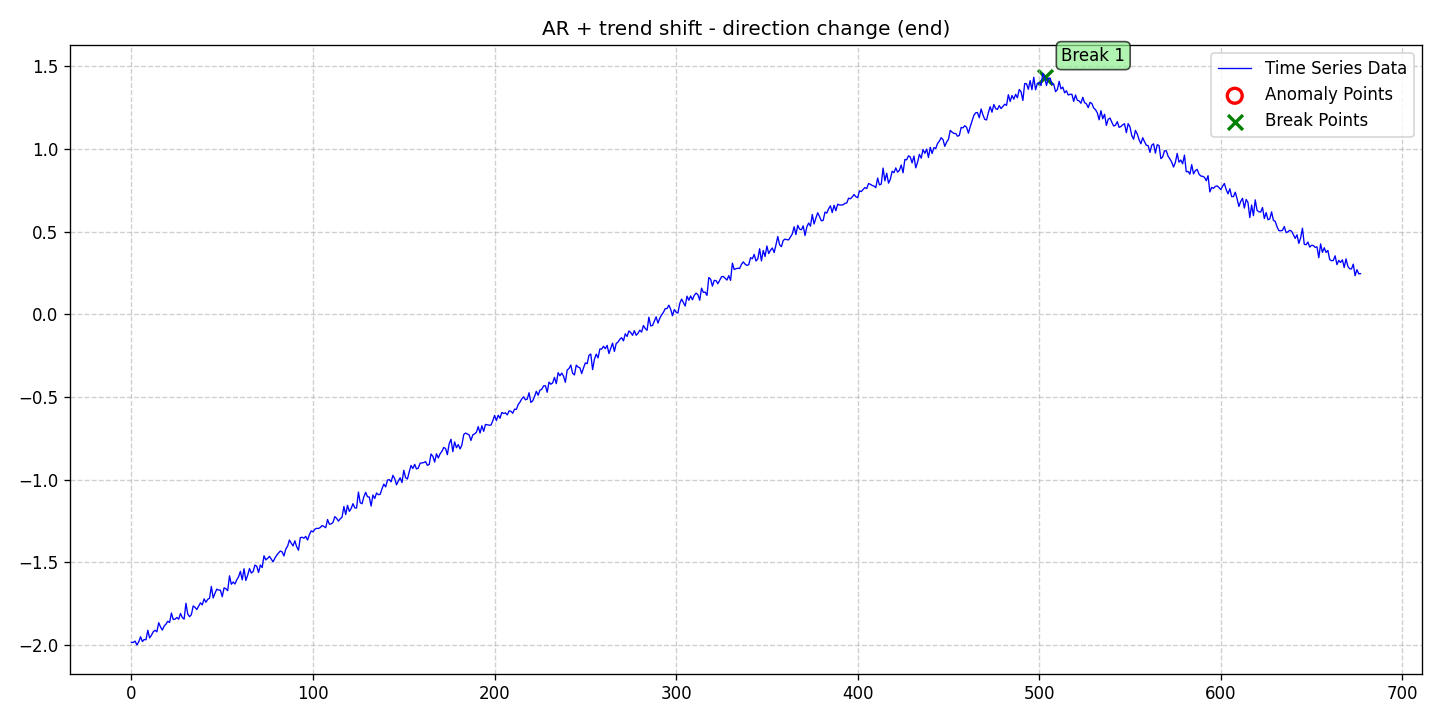 AR + trend shift - direction change (end)
Break 1
Time Series Data
Anomaly Points
Break Points
1.5
1.0
0.5
0.0
−0.5
−1.0
−1.5
−2.0
0 100 200 300 400 500 600 700